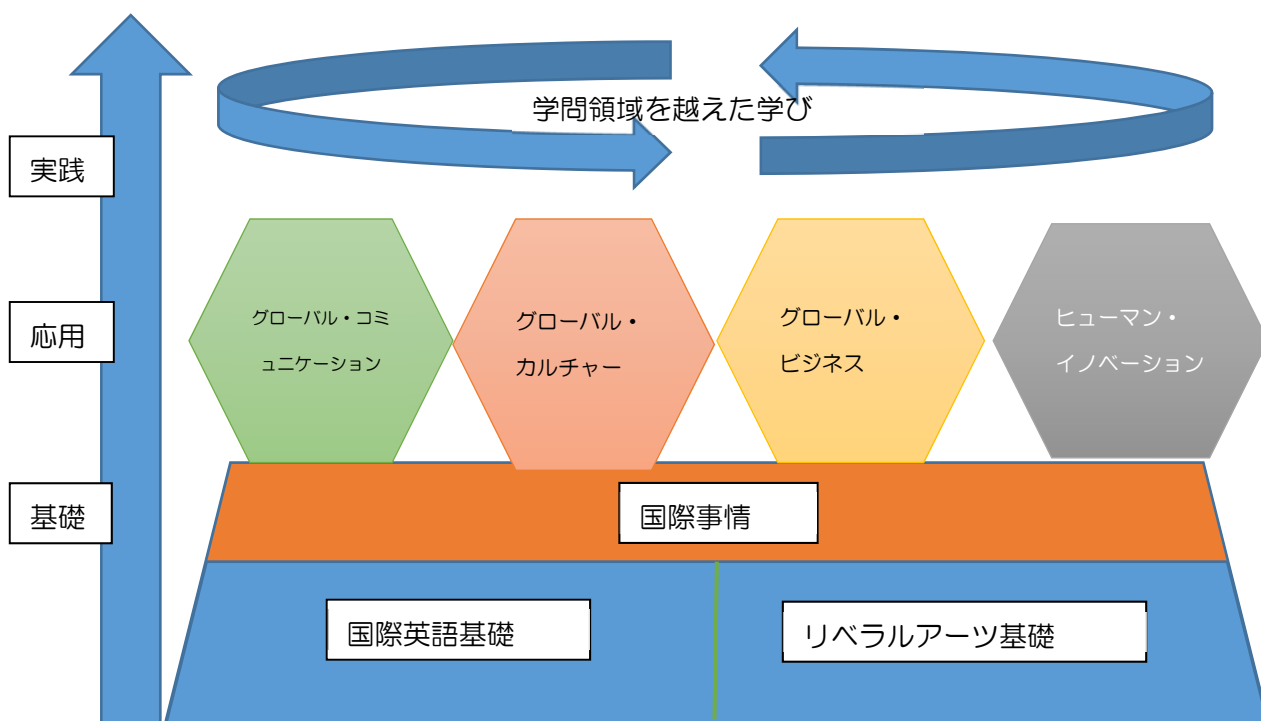 学問領域を越えた学び
実践
応用
グローバル・コミ
ュニケーション
グローバル・
カルチャー
グローバル・
ビジネス
ヒューマン・
イノベーション
基礎
国際事情
国際英語基礎
リベラルアーツ基礎